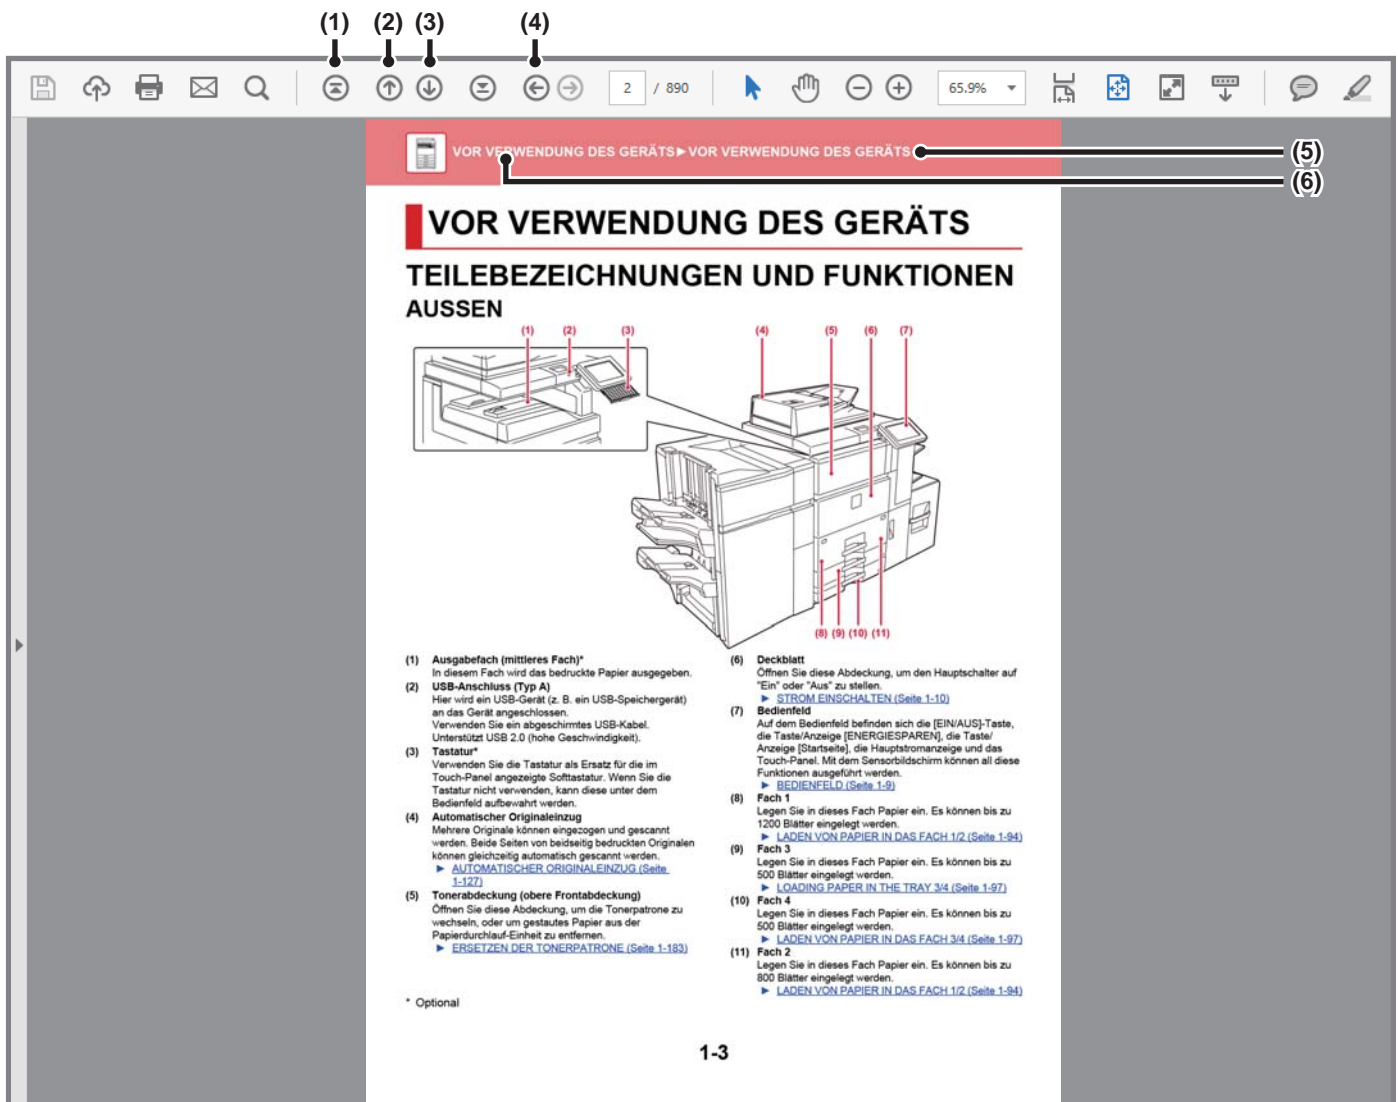 (1) (2) (3) (4)
2 / 890 65.9%
VOR VERWENDUNG DES GERÄTS►VOR VERWENDUNG DES GERÄTS
(5)
(6)
VOR VERWENDUNG DES GERÄTS
TEILEBEZEICHNUNGEN UND FUNKTIONEN
AUSSEN
(1) (2) (3) (4) (5) (6) (7)
(8) (9) (10) (11)
(1) Ausgabefach (mittleres Fach)*
In diesem Fach wird das bedruckte Papier ausgegeben.
(2) USB-Anschluss (Typ A)
Hier wird ein USB-Gerät (z. B. ein USB-Speichergerät)
an das Gerät angeschlossen.
Verwenden Sie ein abgeschirmtes USB-Kabel.
Unterstützt USB 2.0 (hohe Geschwindigkeit).
(3) Tastatur*
Verwenden Sie die Tastatur als Ersatz für die im
Touch-Panel angezeigte Softtastatur. Wenn Sie die
Tastatur nicht verwenden, kann diese unter dem
Bedienfeld aufbewahrt werden.
(4) Automatischer Originaleinzug
Mehrere Originale können eingezogen und gescannt
werden. Beide Seiten von beidseitig bedruckten Originalen
können gleichzeitig automatisch gescannt werden.
► AUTOMATISCHER ORIGINALEINZUG (Seite
1-127)
(5) Tonerabdeckung (obere Frontabdeckung)
Öffnen Sie diese Abdeckung, um die Tonerpatrone zu
wechseln, oder um gestautes Papier aus der
Papierdurchlauf-Einheit zu entfernen.
► ERSETZEN DER TONERPATRONE (Seite 1-183)
* Optional
(6) Deckblatt
Öffnen Sie diese Abdeckung, um den Hauptschalter auf
"Ein" oder "Aus" zu stellen.
► STROM EINSCHALTEN (Seite 1-10)
(7) Bedienfeld
Auf dem Bedienfeld befinden sich die [EIN/AUS]-Taste,
die Taste/Anzeige [ENERGIESPAREN], die Taste/
Anzeige [Startseite], die Hauptstromanzeige und das
Touch-Panel. Mit dem Sensorbildschirm können all diese
Funktionen ausgeführt werden.
► BEDIENFELD (Seite 1-9)
(8) Fach 1
Legen Sie in dieses Fach Papier ein. Es können bis zu
1200 Blätter eingelegt werden.
► LADEN VON PAPIER IN DAS FACH 1/2 (Seite 1-94)
(9) Fach 3
Legen Sie in dieses Fach Papier ein. Es können bis zu
500 Blätter eingelegt werden.
► LOADING PAPER IN THE TRAY 3/4 (Seite 1-97)
(10) Fach 4
Legen Sie in dieses Fach Papier ein. Es können bis zu
500 Blätter eingelegt werden.
► LADEN VON PAPIER IN DAS FACH 3/4 (Seite 1-97)
(11) Fach 2
Legen Sie in dieses Fach Papier ein. Es können bis zu
800 Blätter eingelegt werden.
► LADEN VON PAPIER IN DAS FACH 1/2 (Seite 1-94)
1-3